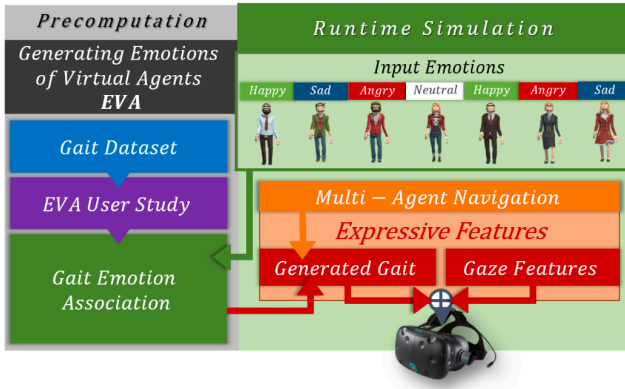 Precomputation
Generating Emotions
of Virtual Agents
EVA
Gait Dataset
EVA User Study
Gait Emotion
Association
Runtime Simulation
Input Emotions
Happy Sad Angry Neutral Happy Angry Sad
Multi − Agent Navigation
Expressive Features
Generated Gait
Gaze Features